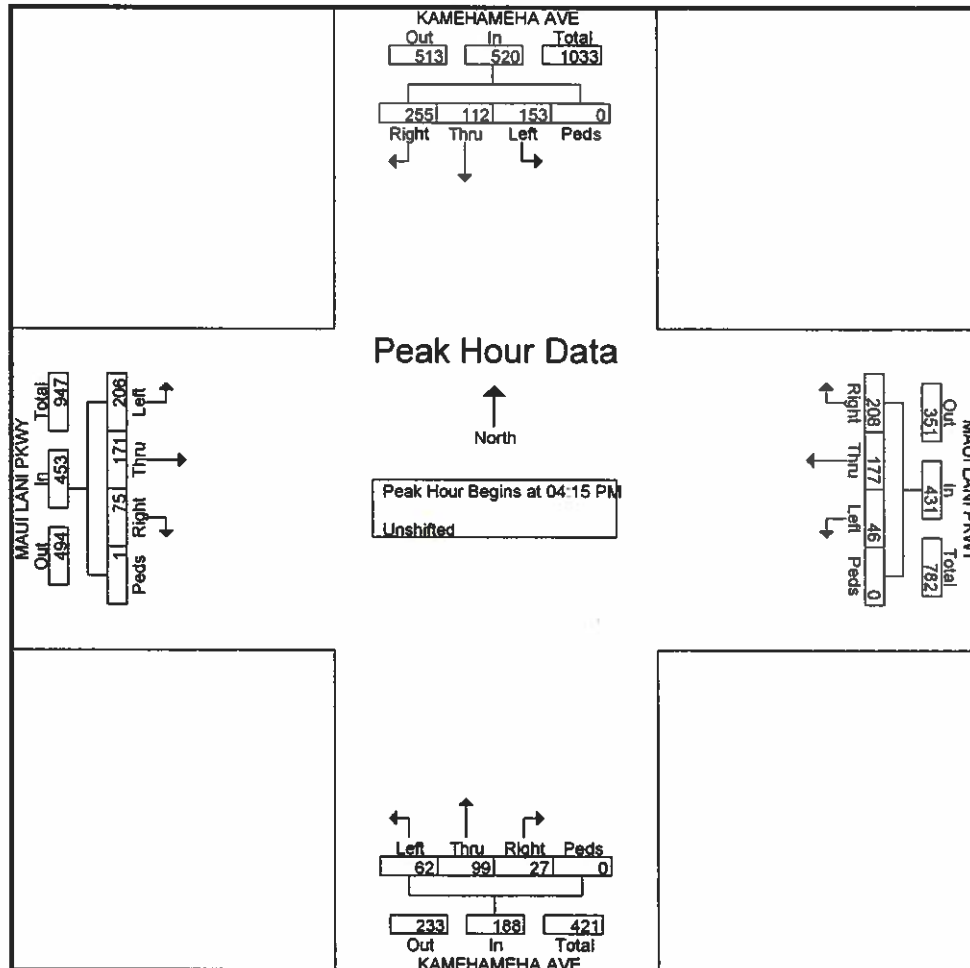 KAMEHAMEHA AVE
Out In Total
513 520 1033
255 112 153 0
Right Thru Left Peds
Peak Hour Data
North
Peak Hour Begins at 04:15 PM
Unshifted
MAUI LANI PKWY
Total In Out
947 453 494
206 171 75 1
Left Thru Right Peds
Right Thru Left Peds
208 177 46 0
Out In Total
351 431 782
MAUI LANI PKWY
Left Thru Right Peds
62 99 27 0
233 188 421
Out In Total
KAMEHAMEHA AVE